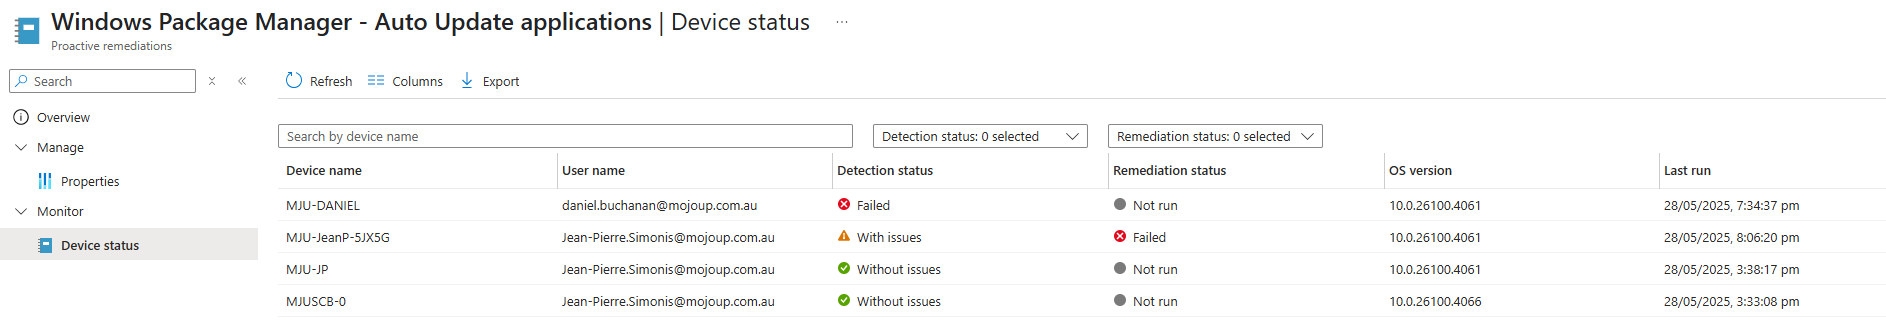 Windows Package Manager - Auto Update applications | Device status ...
Proactive remediations
Search
Refresh Columns Export
Overview
Manage
Properties
Monitor
Device status
Search by device name Detection status: 0 selected Remediation status: 0 selected
Device name User name Detection status Remediation status OS version Last run
MJU-DANIEL daniel.buchanan@mojoup.com.au Failed Not run 10.0.26100.4061 28/05/2025, 7:34:37 pm
MJU-JeanP-5JX5G Jean-Pierre.Simonis@mojoup.com.au With issues Failed 10.0.26100.4061 28/05/2025, 8:06:20 pm
MJU-JP Jean-Pierre.Simonis@mojoup.com.au Without issues Not run 10.0.26100.4061 28/05/2025, 3:38:17 pm
MJUSCB-0 Jean-Pierre.Simonis@mojoup.com.au Without issues Not run 10.0.26100.4066 28/05/2025, 3:33:08 pm